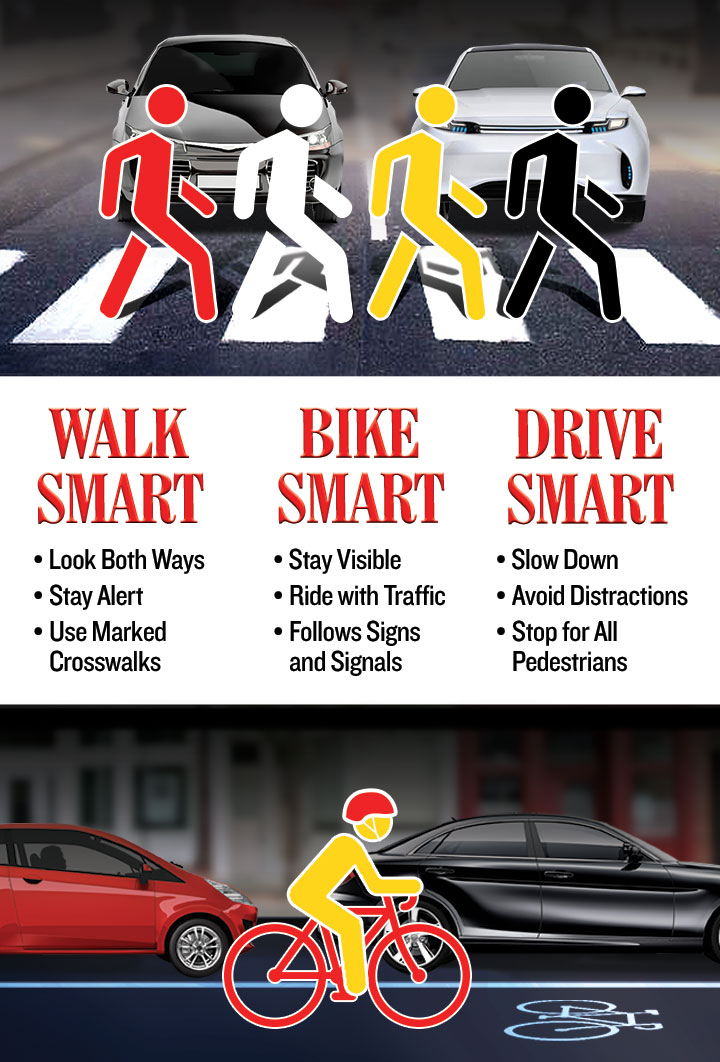 WALK
SMART
• Look Both Ways
• Stay Alert
• Use Marked
Crosswalks
BIKE
SMART
• Stay Visible
• Ride with Traffic
• Follows Signs
and Signals
DRIVE
SMART
• Slow Down
• Avoid Distractions
• Stop for All
Pedestrians